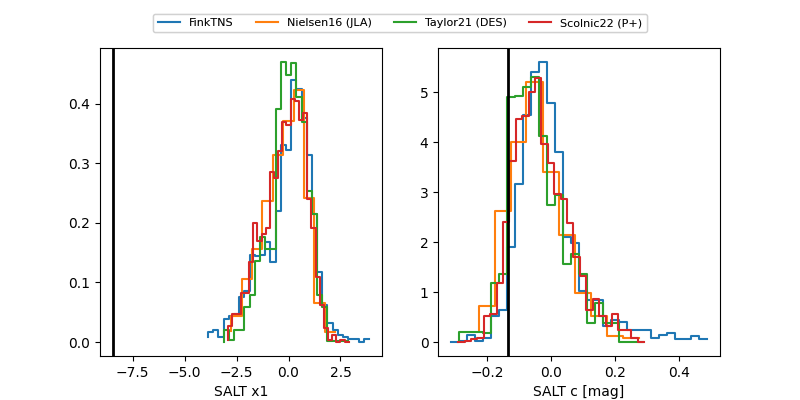 FinkTNS Nielsen16 (JLA) Taylor21 (DES) Scolnic22 (P+)
0.4
0.3
0.2
0.1
0.0
−7.5 −5.0 −2.5 0.0 2.5
SALT x1
5
4
3
2
1
0
−0.2 0.0 0.2 0.4
SALT c [mag]